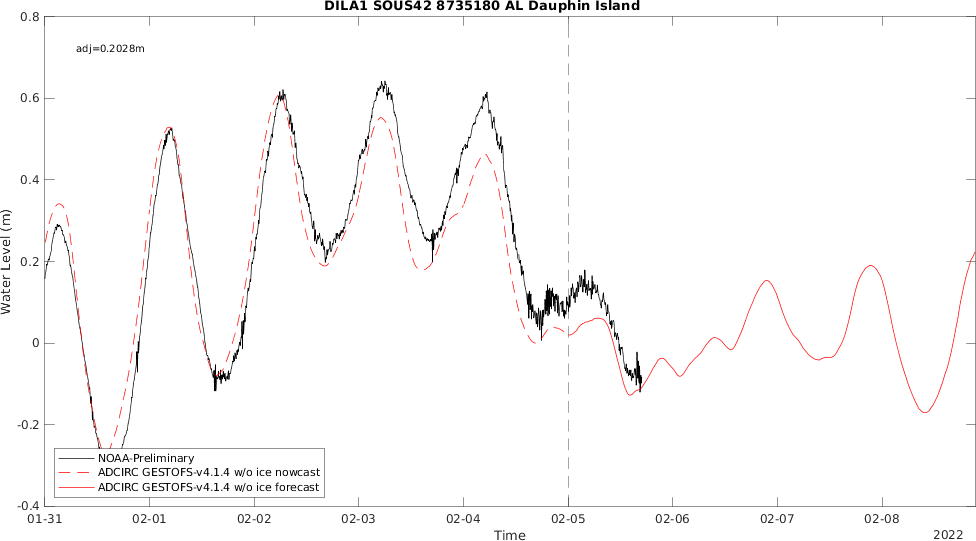 DILA1 SOUS42 8735180 AL Dauphin Island
adj=0.2028m
0.8
0.6
0.4
0.2
0
-0.2
-0.4
Water Level (m)
NOAA-Preliminary
ADCIRC GESTOFS-v4.1.4 w/o ice nowcast
ADCIRC GESTOFS-v4.1.4 w/o ice forecast
01-31 02-01 02-02 02-03 02-04 02-05 02-06 02-07 02-08
Time
2022